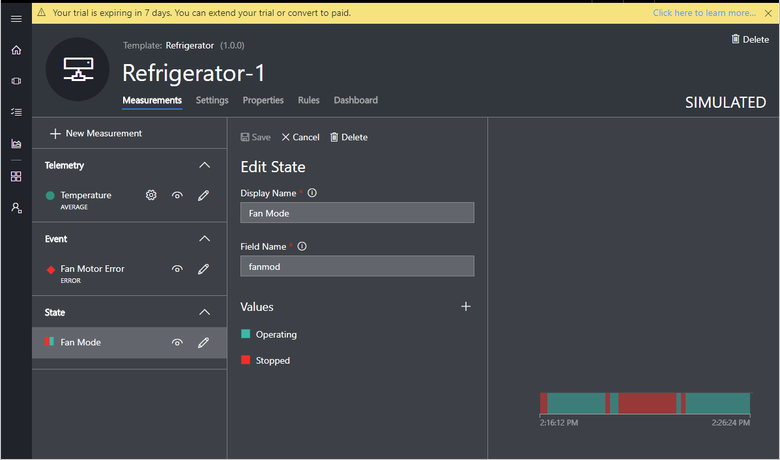 Your trial is expiring in 7 days. You can extend your trial or convert to paid.
Click here to learn more...
Template: Refrigerator (1.0.0)
Delete
Refrigerator-1
Measurements Settings Properties Rules Dashboard
SIMULATED
New Measurement
Telemetry
Temperature
AVERAGE
Event
Fan Motor Error
ERROR
State
Fan Mode
Save Cancel Delete
Edit State
Display Name *
Fan Mode
Field Name *
fanmod
Values
Operating
Stopped
2:16:12 PM 2:26:24 PM